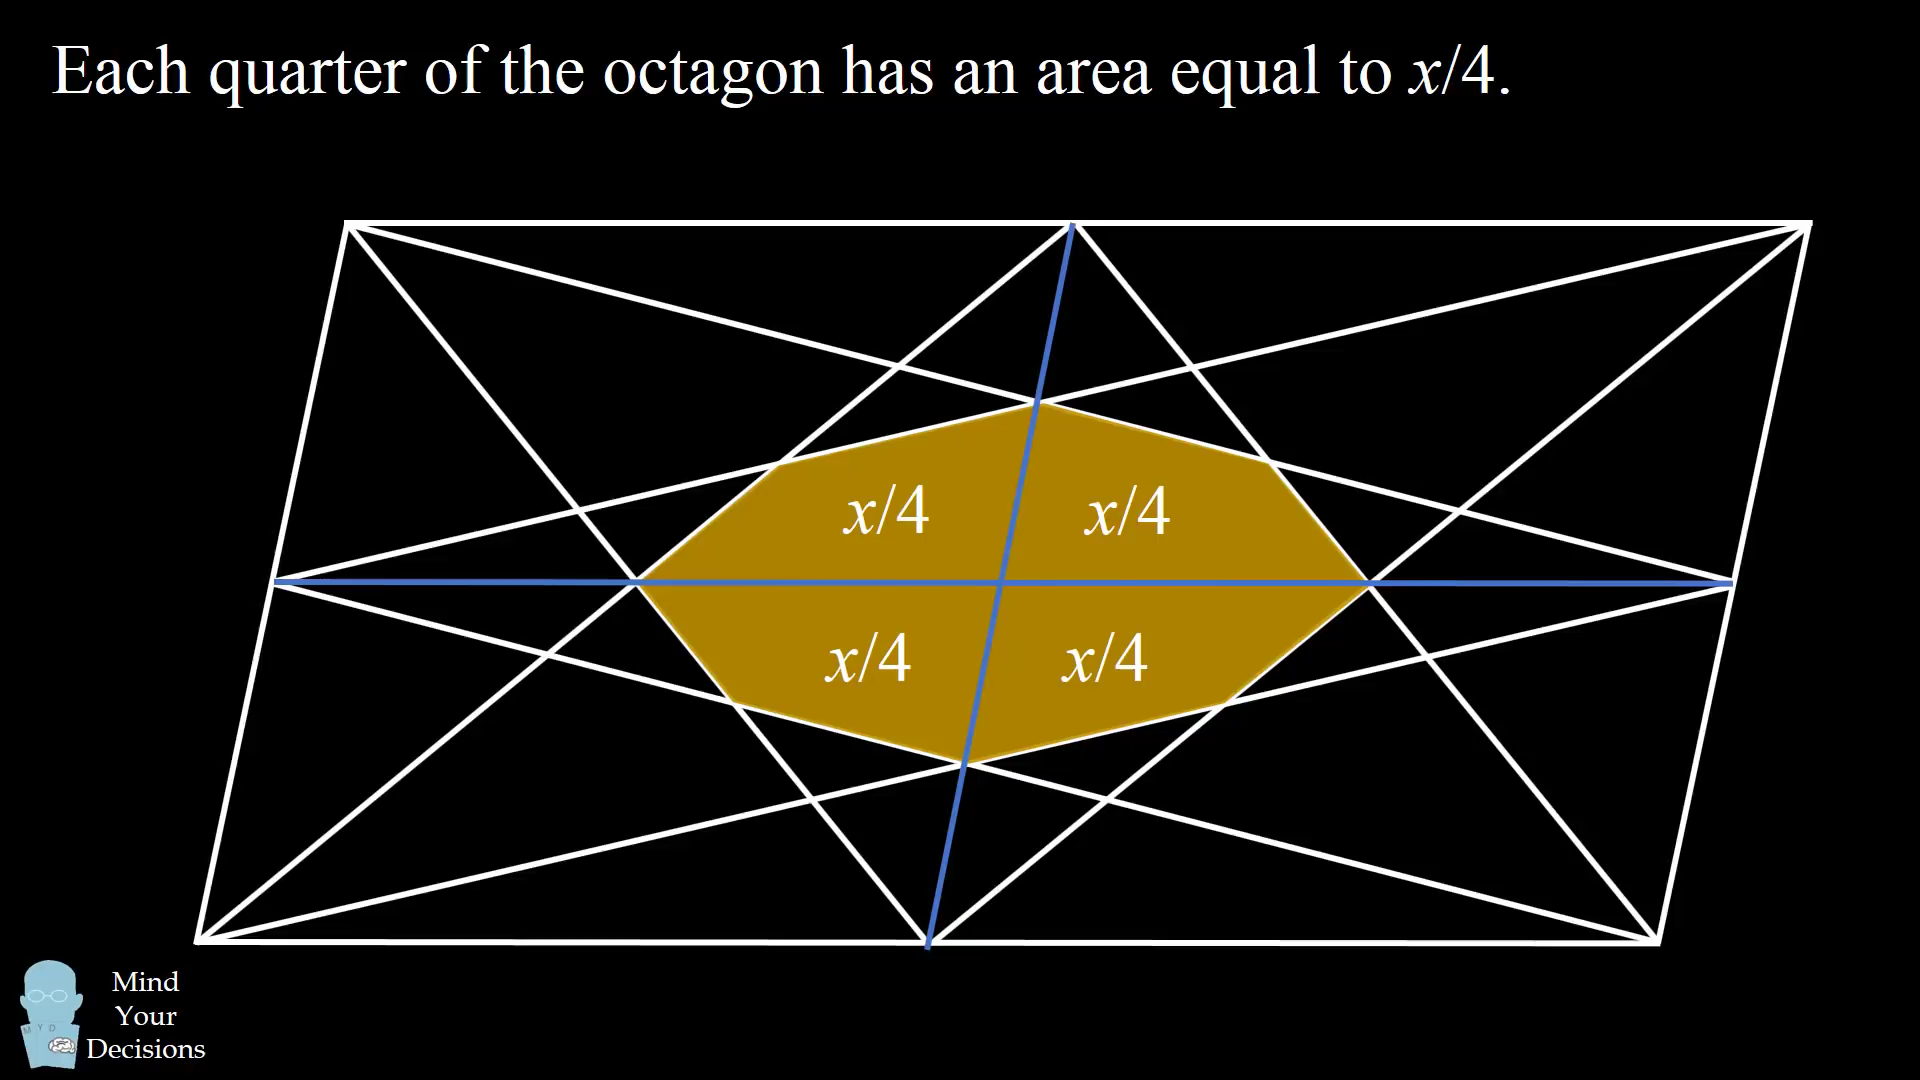 Each quarter of the octagon has an area equal to x/4.
x/4 x/4
x/4 x/4
M Y D
Mind
Your
Decisions